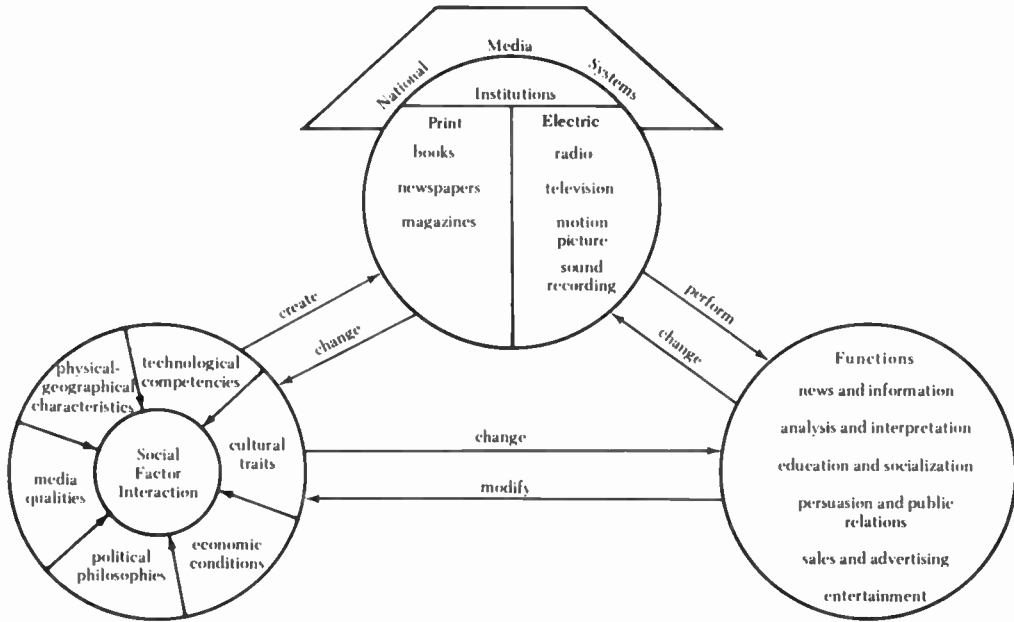 National Media Systems
Institutions
Print
books
newspapers
magazines
Electric
radio
television
motion
picture
sound
recording
create
change
perform
change
physical-
geographical
characteristics
technological
competencies
cultural
traits
economic
conditions
political
philosophies
media
qualities
Social
Factor
Interaction
change
modify
Functions
news and information
analysis and interpretation
education and socialization
persuasion and public
relations
sales and advertising
entertainment